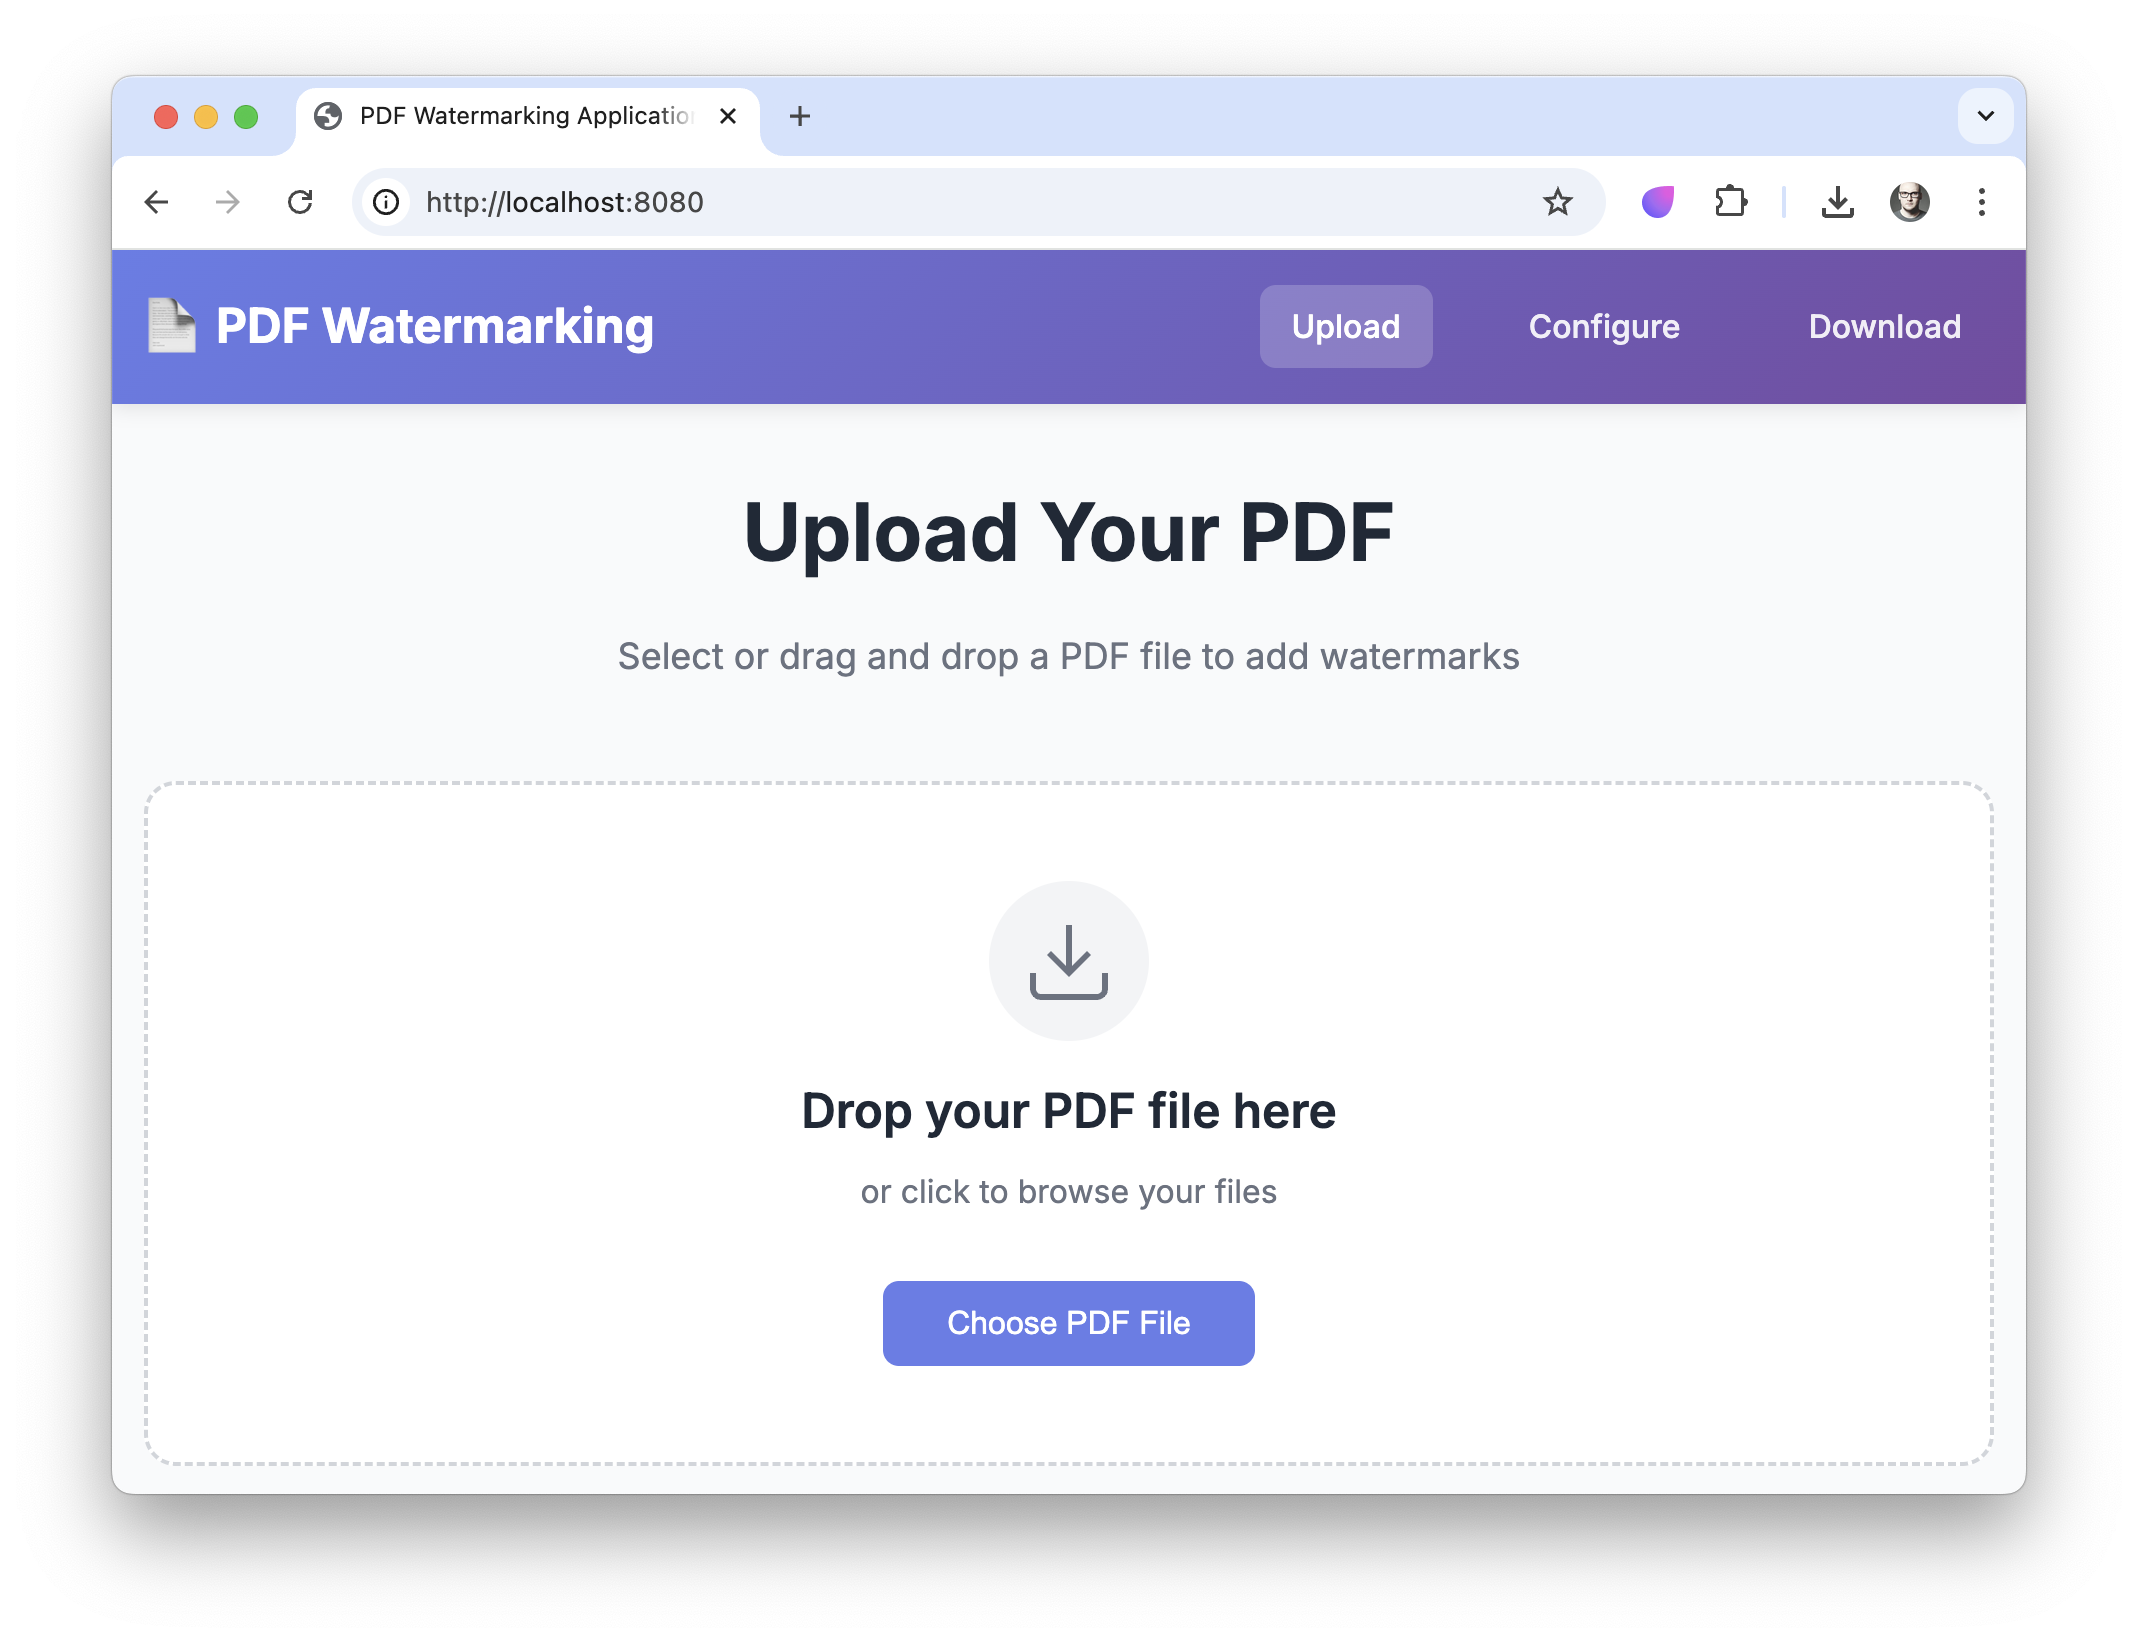 PDF Watermarking Application
http://localhost:8080
PDF Watermarking
Upload
Configure
Download
Upload Your PDF
Select or drag and drop a PDF file to add watermarks
Drop your PDF file here
or click to browse your files
Choose PDF File